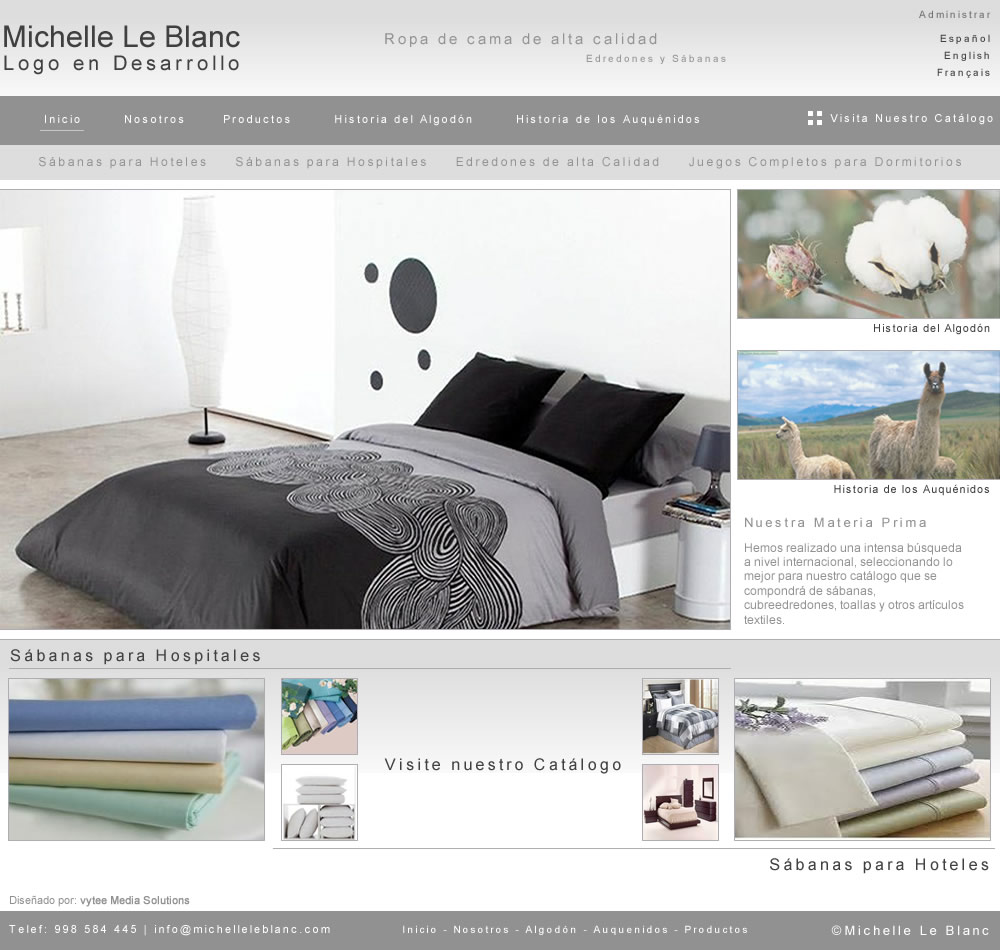 Administrar
Michelle Le Blanc
Logo en Desarrollo
Ropa de cama de alta calidad
Edredones y Sábanas
Español
English
Français
Inicio Nosotros Productos Historia del Algodón Historia de los Auquénidos Visita Nuestro Catálogo
Sábanas para Hoteles Sábanas para Hospitales Edredones de alta Calidad Juegos Completos para Dormitorios
Historia del Algodón
Historia de los Auquénidos
Nuestra Materia Prima
Hemos realizado una intensa búsqueda
a nivel internacional, seleccionando lo
mejor para nuestro catálogo que se
compondrá de sábanas,
cubreedredones, toallas y otros artículos
textiles.
Sábanas para Hospitales
Visite nuestro Catálogo
Sábanas para Hoteles
Diseñado por: vytee Media Solutions
Telef: 998 584 445 | info@michelleleblanc.com Inicio - Nosotros - Algodón - Auquenidos - Productos ©Michelle Le Blanc